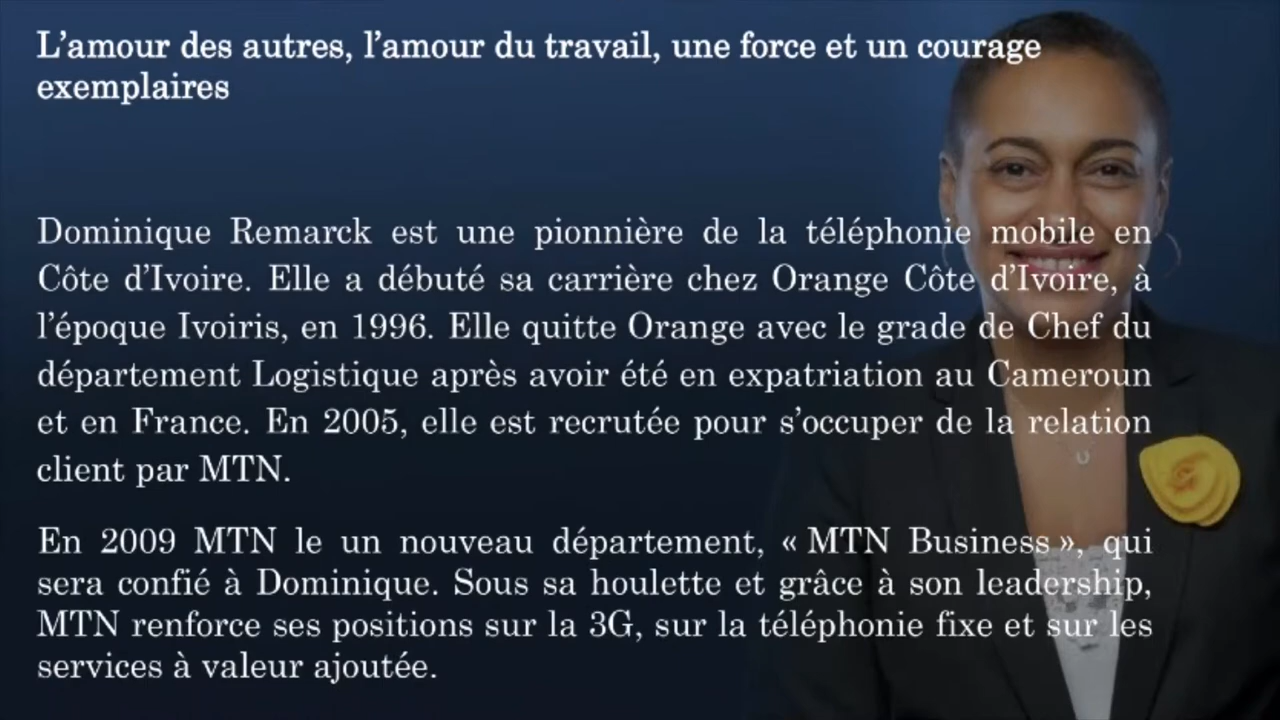 L’amour des autres, l’amour du travail, une force et un courage
exemplaires
Dominique Remarck est une pionnière de la téléphonie mobile en
Côte d’Ivoire. Elle a débuté sa carrière chez Orange Côte d’Ivoire, à
l’époque Ivoiris, en 1996. Elle quitte Orange avec le grade de Chef du
département Logistique après avoir été en expatriation au Cameroun
et en France. En 2005, elle est recrutée pour s’occuper de la relation
client par MTN.
En 2009 MTN le un nouveau département, « MTN Business », qui
sera confié à Dominique. Sous sa houlette et grâce à son leadership,
MTN renforce ses positions sur la 3G, sur la téléphonie fixe et sur les
services à valeur ajoutée.